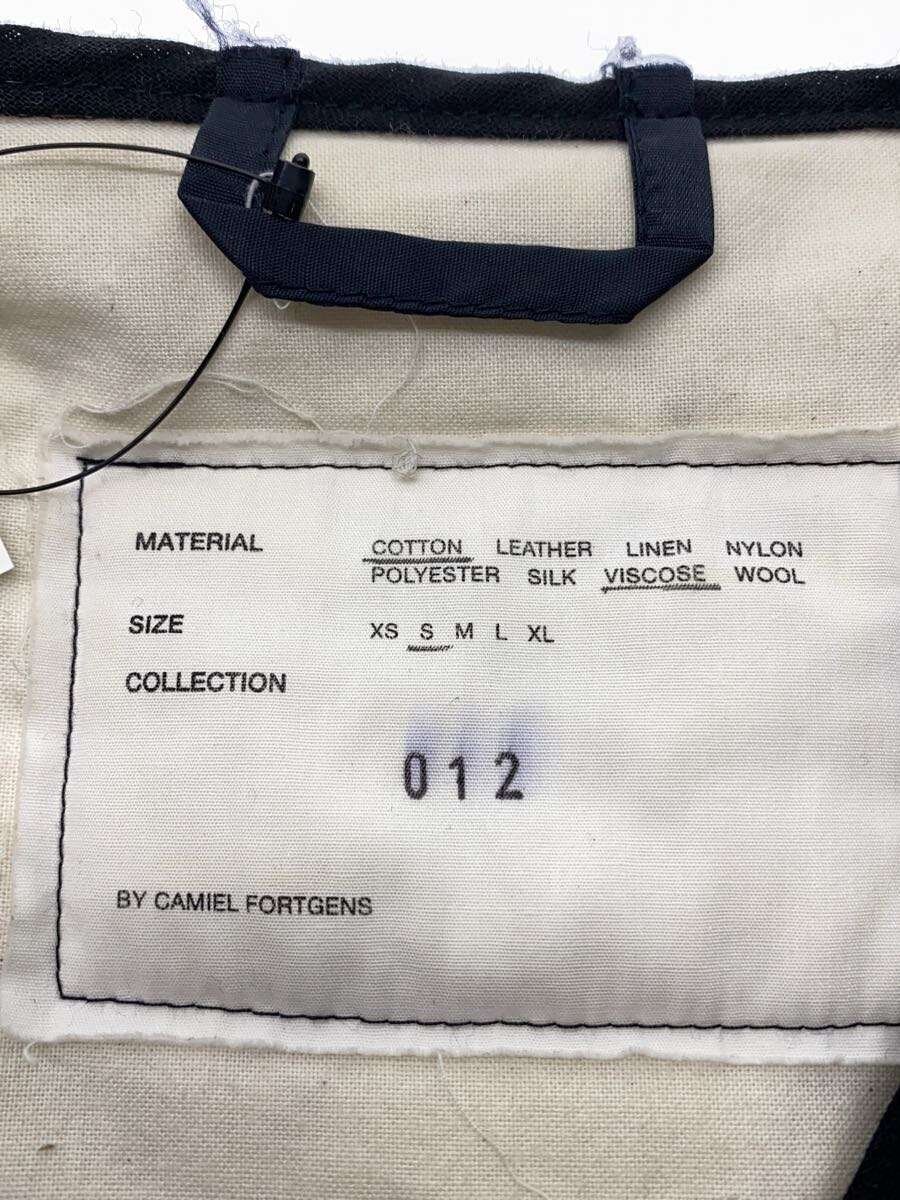 MATERIAL COTTON LEATHER LINEN NYLON
POLYESTER SILK VISCOSE WOOL
SIZE XS S M L XL
COLLECTION
012
BY CAMIEL FORTGENS